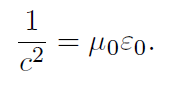 1/c² = μ₀ε₀.